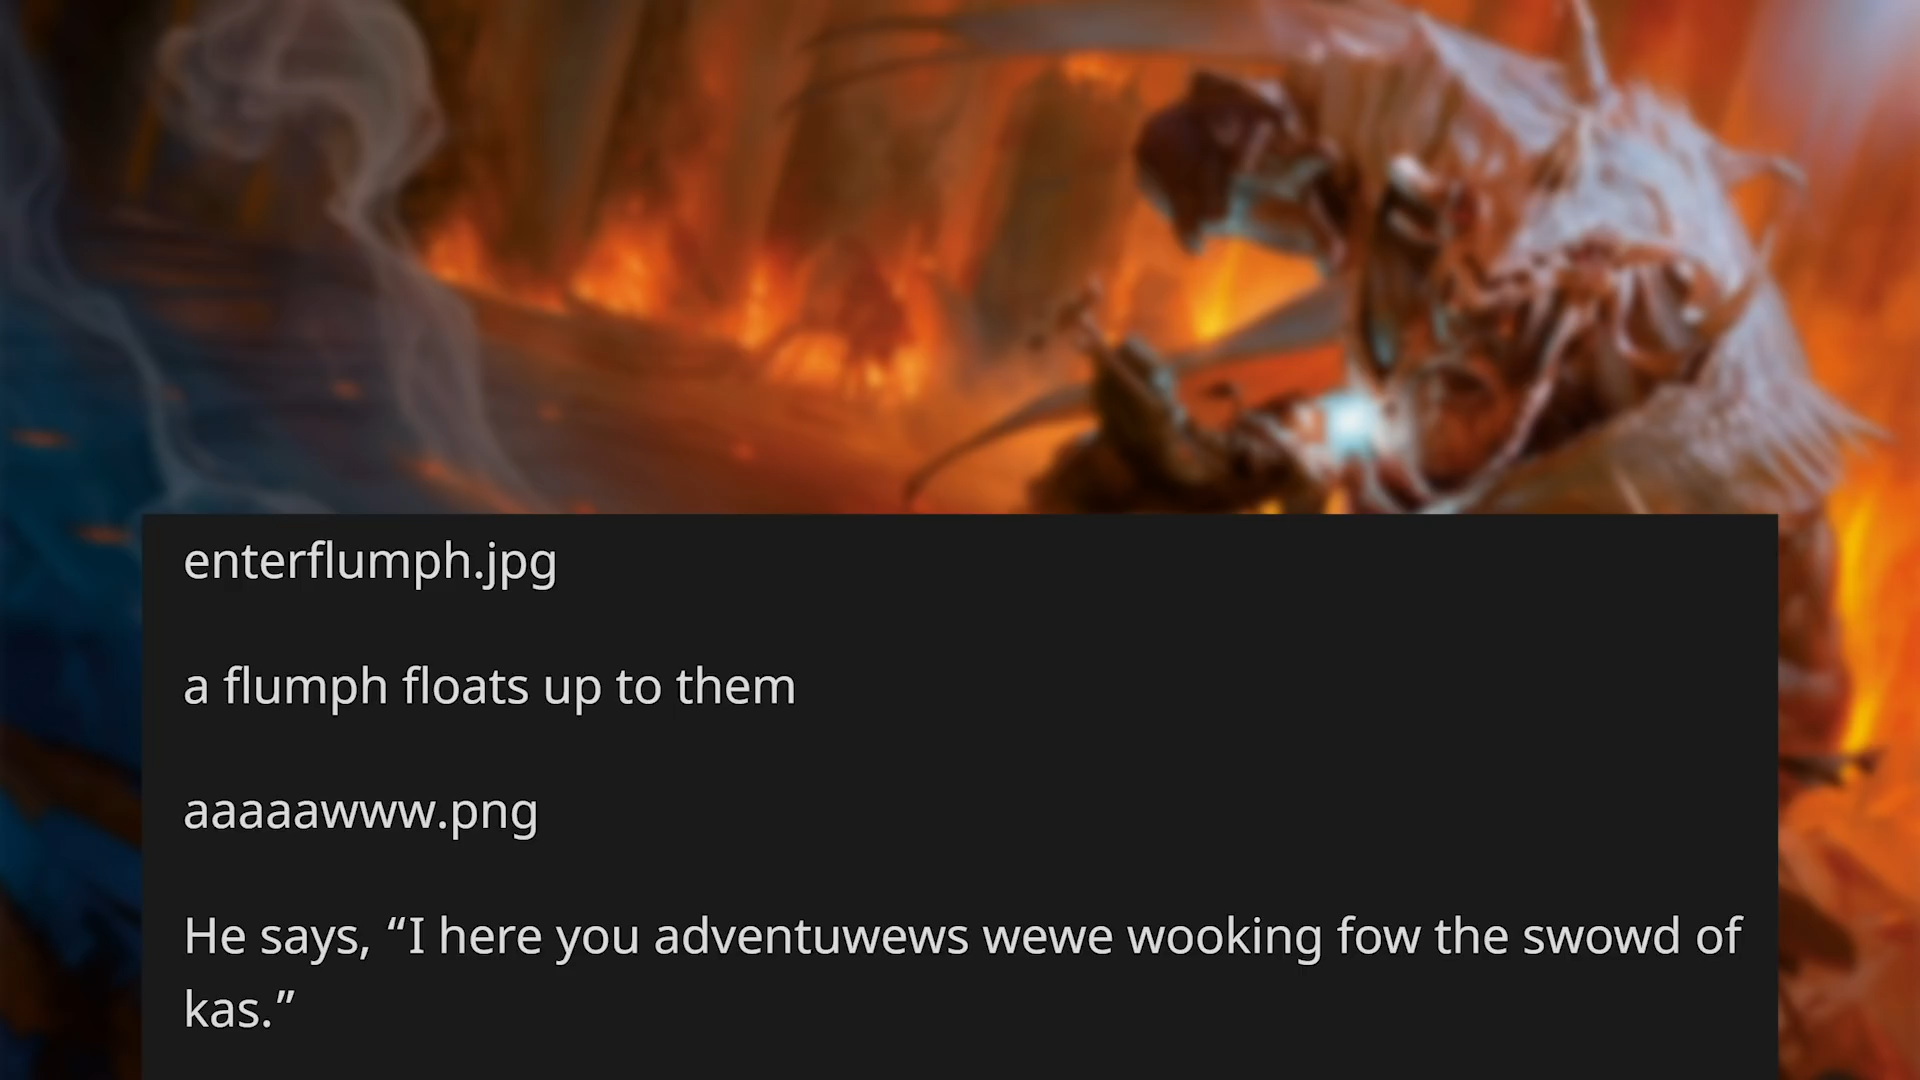 enterflumph.jpg
a flumph floats up to them
aaaaawww.png
He says, “I here you adventuwews wewe wooking fow the swowd of
kas.”